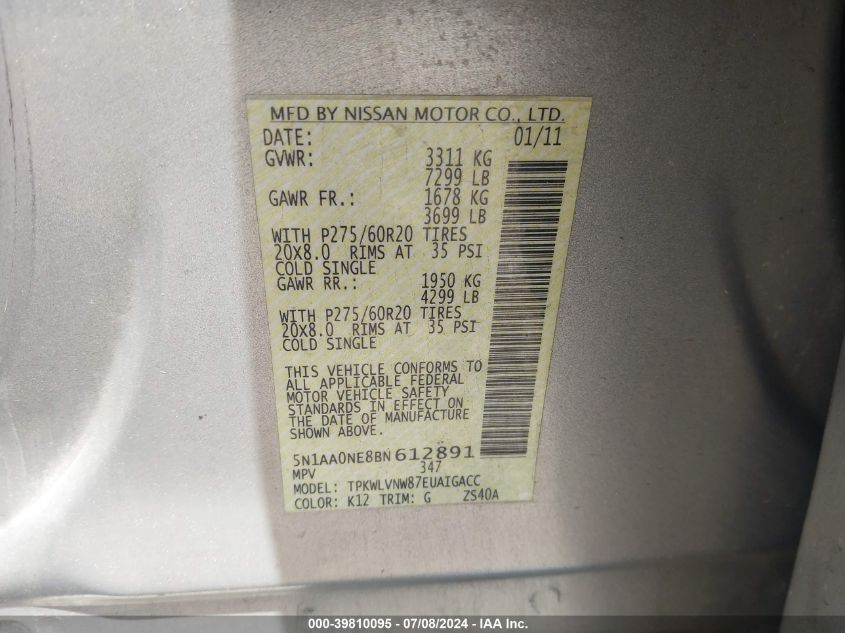 MFD BY NISSAN MOTOR CO., LTD.
DATE: 01/11
GVWR: 3311 KG
7299 LB
GAWR FR.: 1678 KG
3699 LB
WITH P275/60R20 TIRES
20X8.0 RIMS AT 35 PSI
COLD SINGLE
GAWR RR.: 1950 KG
4299 LB
WITH P275/60R20 TIRES
20X8.0 RIMS AT 35 PSI
COLD SINGLE
THIS VEHICLE CONFORMS TO
ALL APPLICABLE FEDERAL
MOTOR VEHICLE SAFETY
STANDARDS IN EFFECT ON
THE DATE OF MANUFACTURE
SHOWN ABOVE.
5N1AA0NE8BN612891
MPV 347
MODEL: TPKWLVNW87EUAIGACC
COLOR: K12 TRIM: G ZS40A
000-39810095 - 07/08/2024 - IAA Inc.